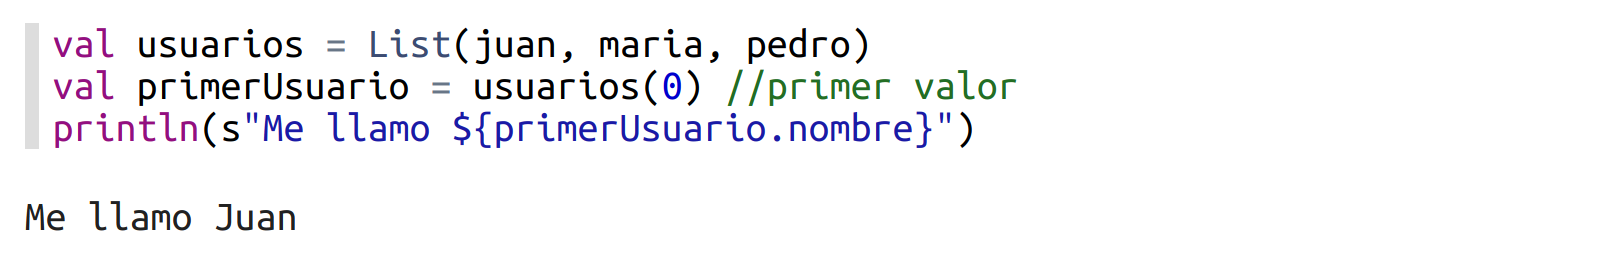 val usuarios = List(juan, maria, pedro)
val primerUsuario = usuarios(0) //primer valor
println(s"Me llamo ${primerUsuario.nombre}")
Me llamo Juan